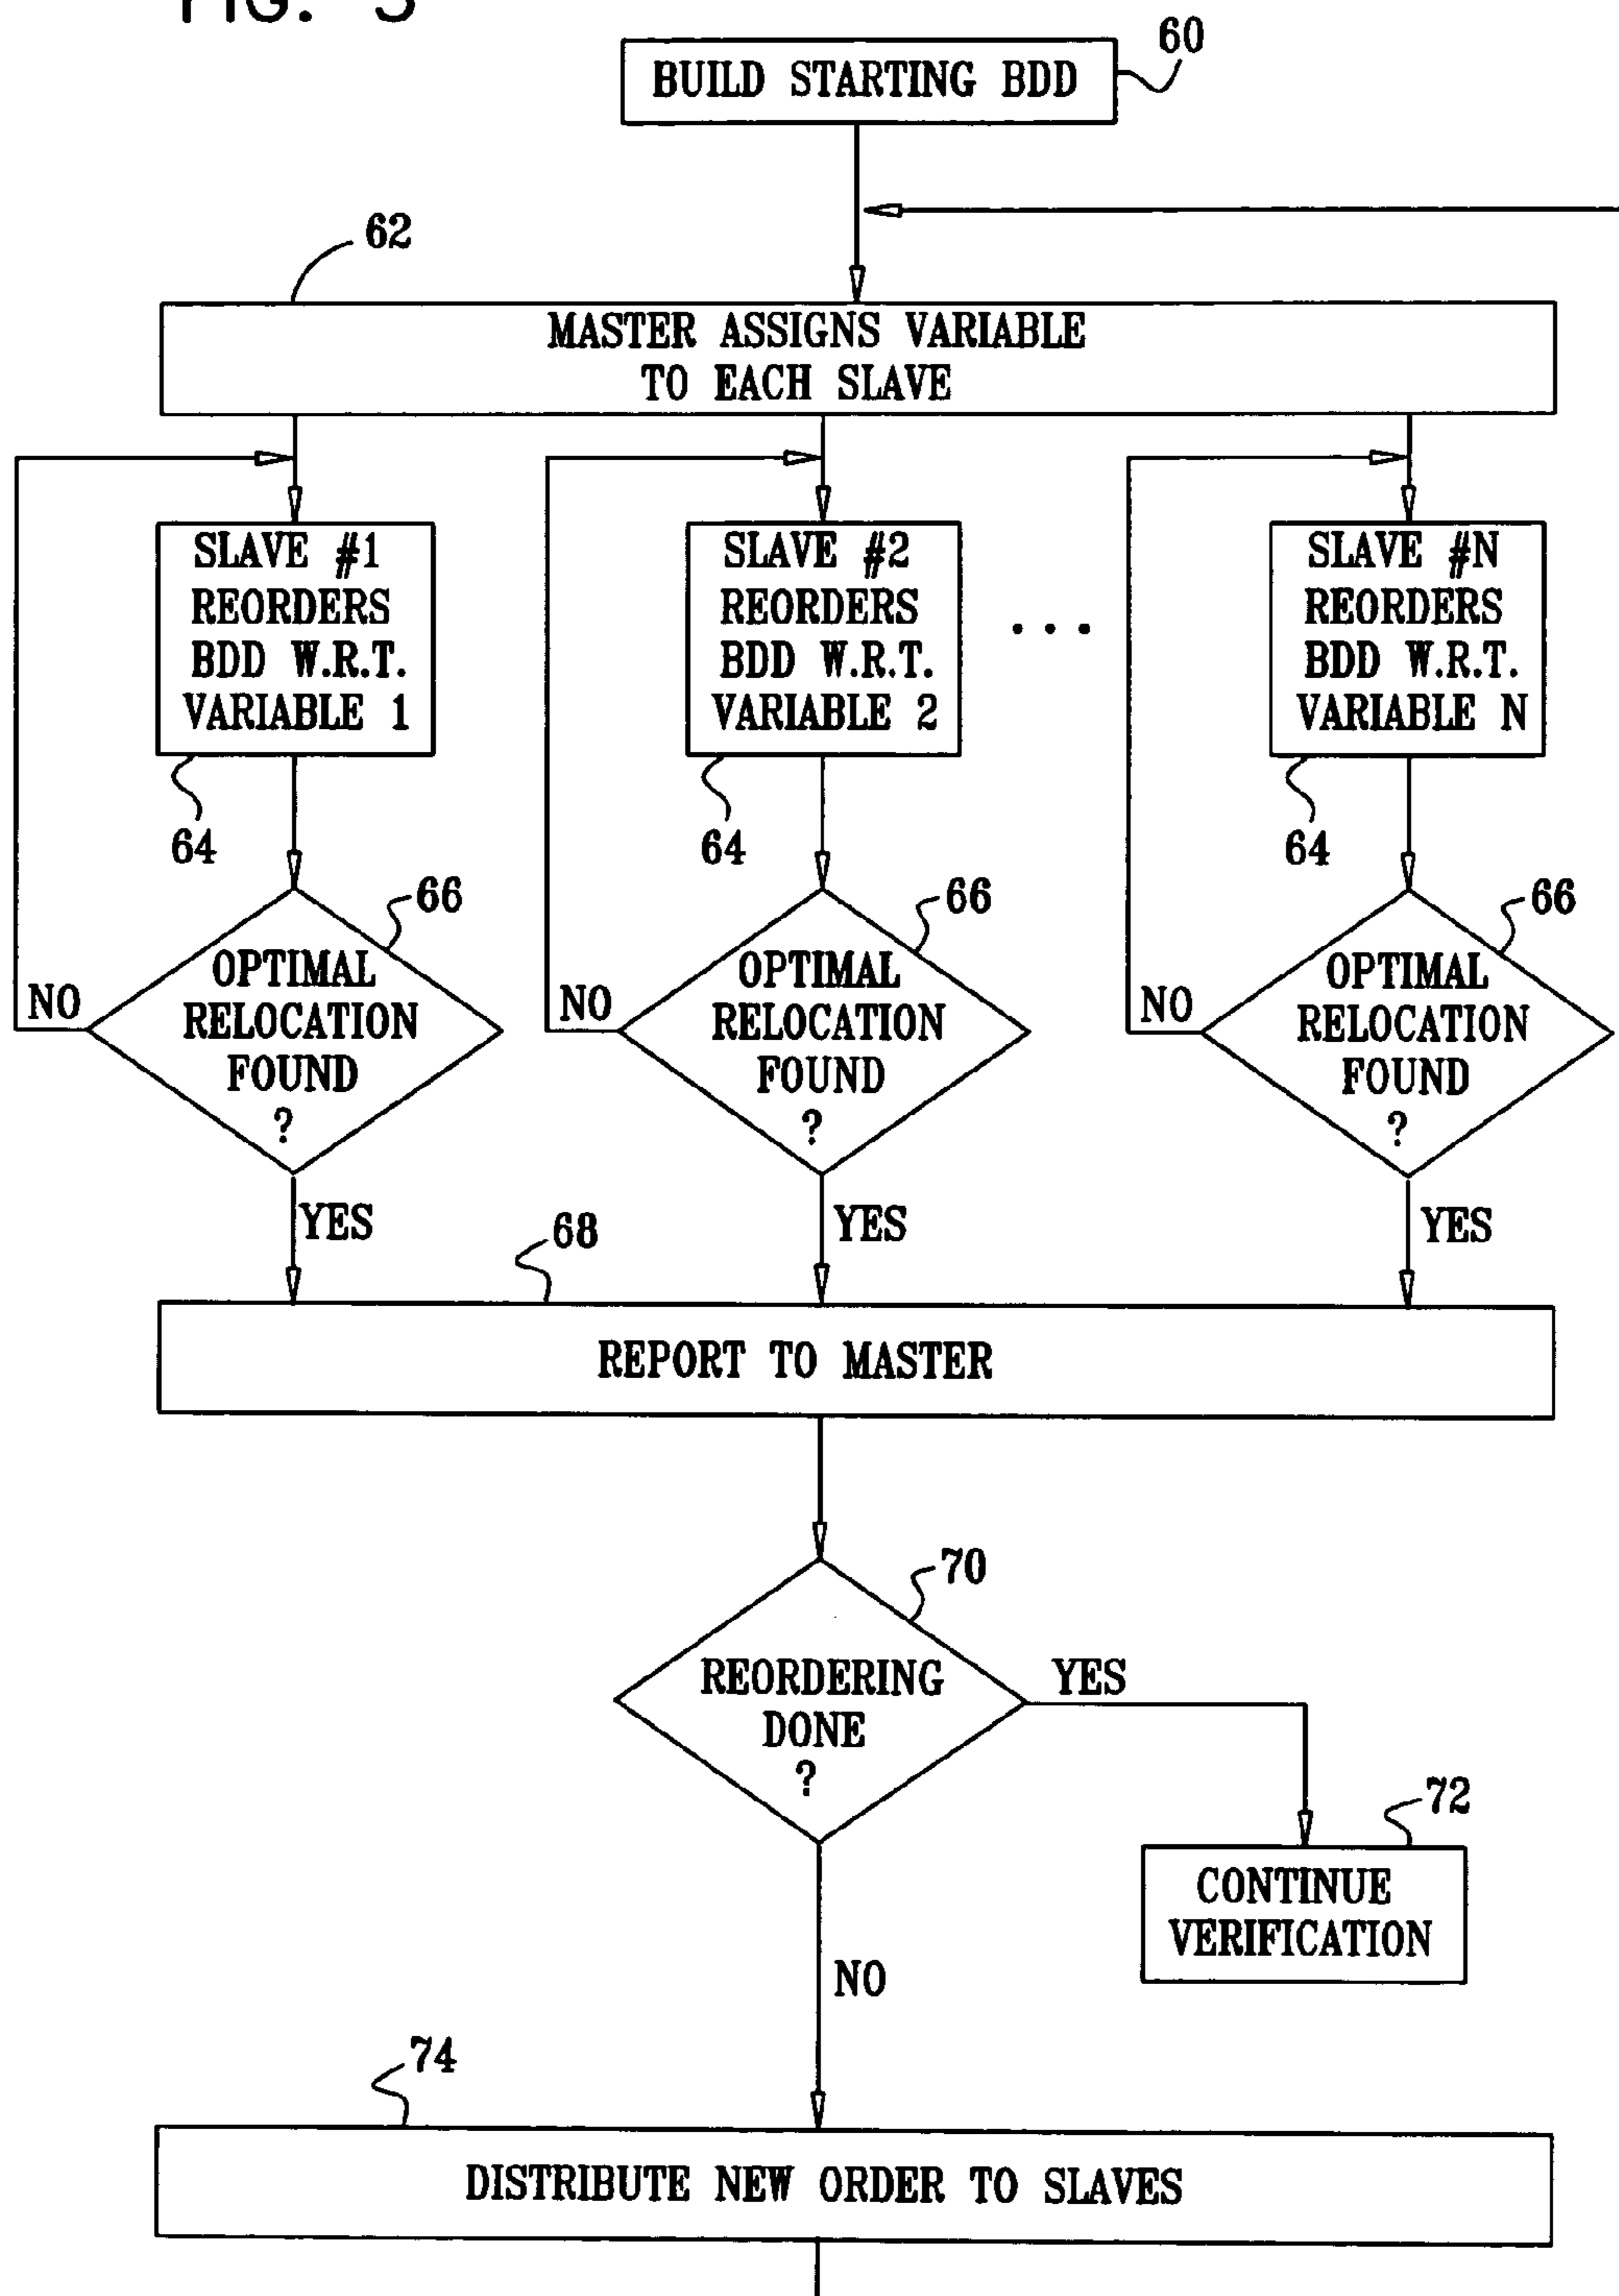 FIG. 3
BUILD STARTING BDD
60
62
MASTER ASSIGNS VARIABLE
TO EACH SLAVE
SLAVE #1
REORDERS
BDD W.R.T.
VARIABLE 1
64
SLAVE #2
REORDERS
BDD W.R.T.
VARIABLE 2
64
...
SLAVE #N
REORDERS
BDD W.R.T.
VARIABLE N
64
66
OPTIMAL
RELOCATION
FOUND
?
NO
YES
66
OPTIMAL
RELOCATION
FOUND
?
NO
YES
66
OPTIMAL
RELOCATION
FOUND
?
NO
YES
68
REPORT TO MASTER
70
REORDERING
DONE
?
YES
72
CONTINUE
VERIFICATION
NO
74
DISTRIBUTE NEW ORDER TO SLAVES